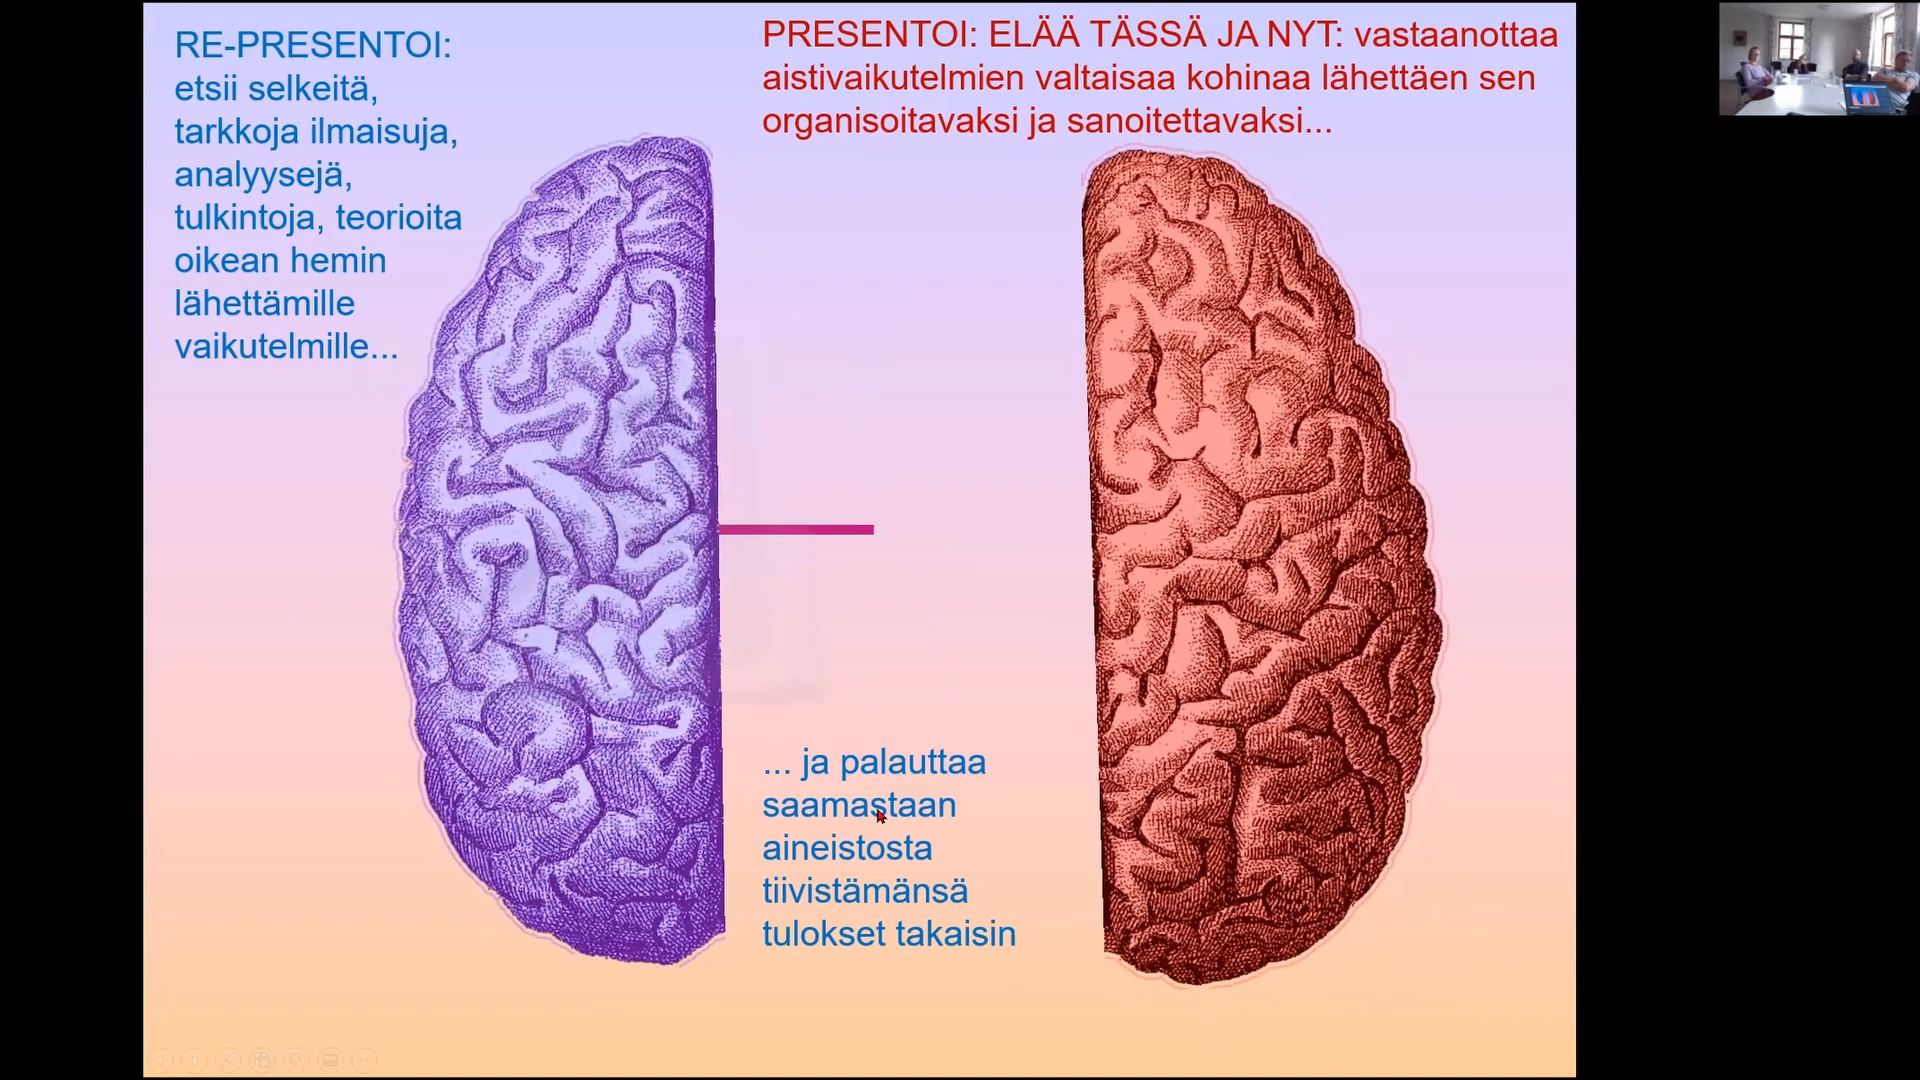 RE-PRESENTOI:
etsii selkeitä,
tarkkoja ilmaisuja,
analyysejä,
tulkintoja, teorioita
oikean hemin
lähettämille
vaikutelmille...
PRESENTOI: ELÄÄ TÄSSÄ JA NYT: vastaanottaa
aistivaikutelmien valtaisaa kohinaa lähettäen sen
organisoitavaksi ja sanoitettavaksi...
... ja palauttaa
saamastaan
aineistosta
tiivistämänsä
tulokset takaisin